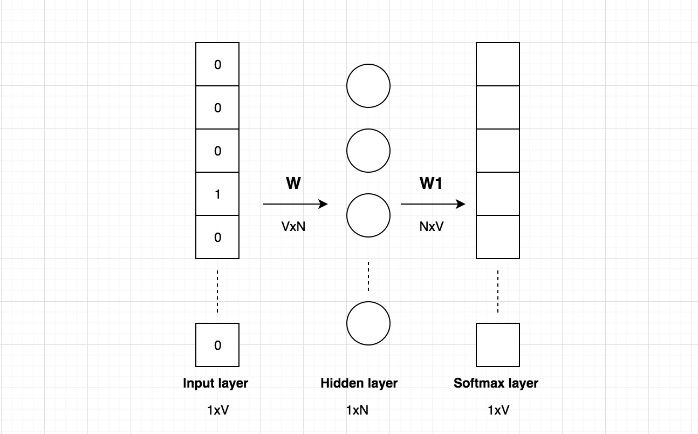 0
0
0
1
0
0
W
VxN
W1
NxV
Input layer
Hidden layer
Softmax layer
1xV
1xN
1xV